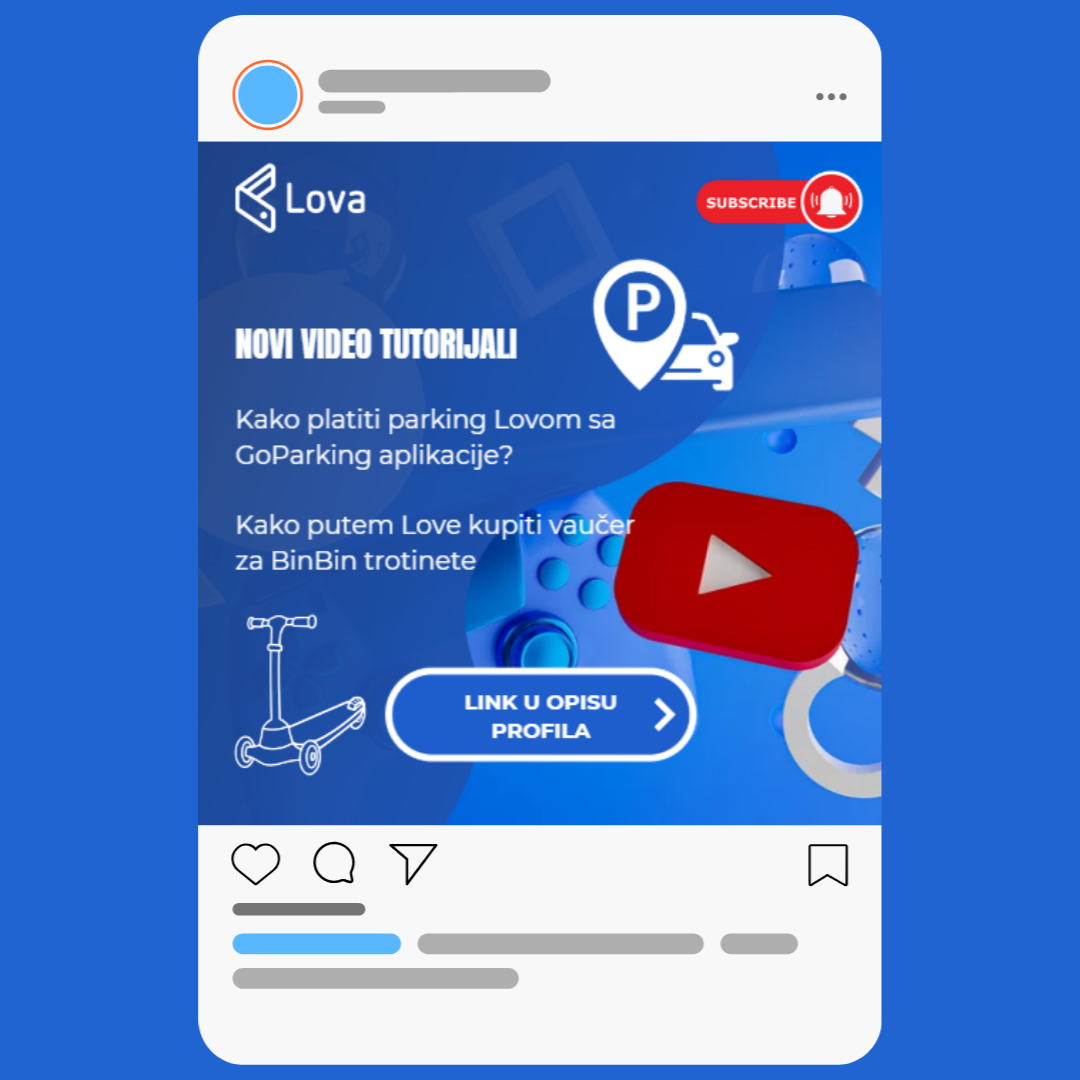 Lova
SUBSCRIBE
P
NOVI VIDEO TUTORIJALI
Kako platiti parking Lovom sa
GoParking aplikacije?
Kako putem Love kupiti vaučer
za BinBin trotinete
LINK U OPISU
PROFILA